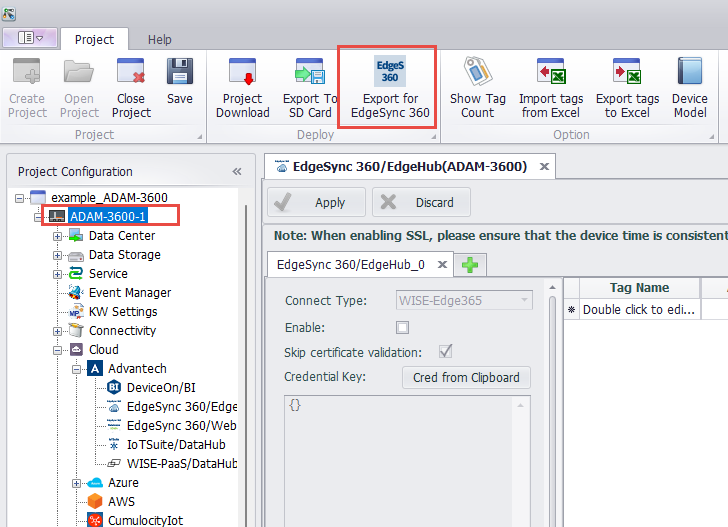 Project
Help
EdgeS
360
Create
Project
Open
Project
Close
Project
Save
Project
Download
Export To
SD Card
Export for
EdgeSync 360
Show Tag
Count
Import tags
from Excel
Export tags
to Excel
Device
Model
Project
Deploy
Option
Project Configuration
example_ADAM-3600
ADAM-3600-1
Data Center
Data Storage
Service
Event Manager
KW Settings
Connectivity
Cloud
Advantech
DeviceOn/BI
EdgeSync 360/Edge
EdgeSync 360/Web
IoTSuite/DataHub
WISE-PaaS/DataHub
Azure
AWS
CumulocityIot
EdgeSync 360/EdgeHub(ADAM-3600)
Apply
Discard
Note: When enabling SSL, please ensure that the device time is consistent
EdgeSync 360/EdgeHub_0
Connect Type:
WISE-Edge365
Enable:
Skip certificate validation:
Credential Key:
Cred from Clipboard
{}
Tag Name
Double click to edi...